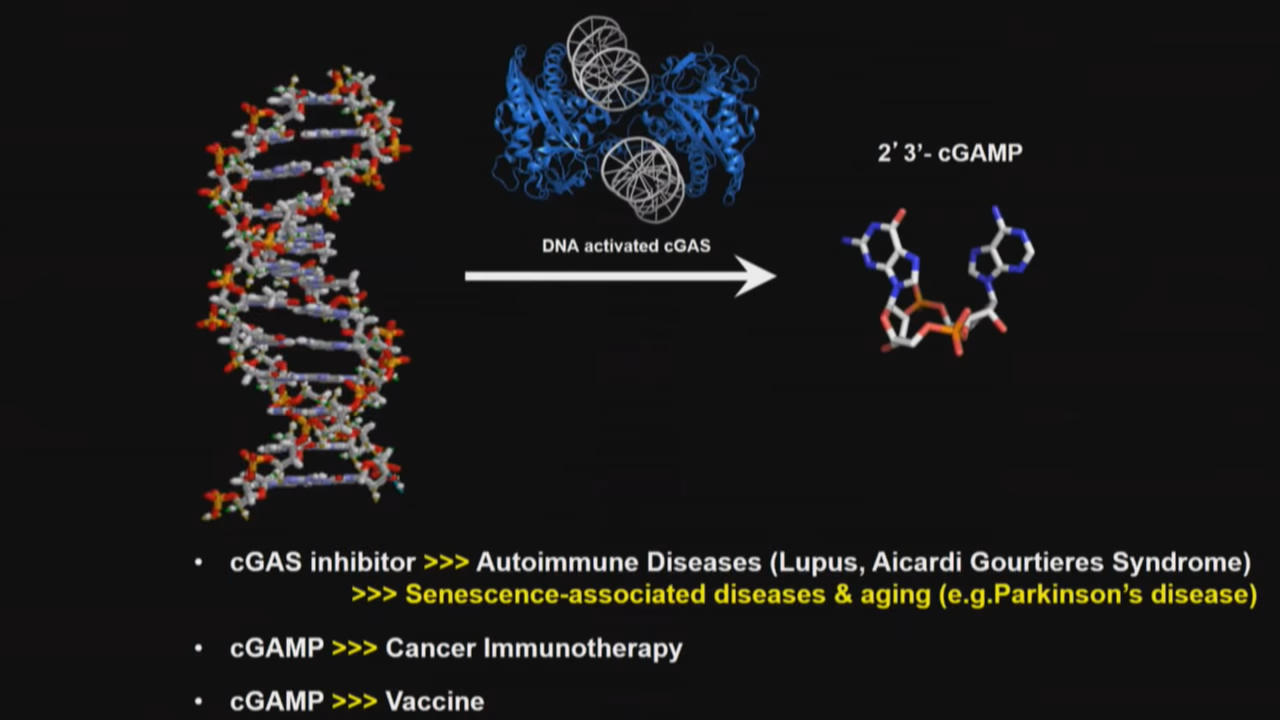 2' 3'- cGAMP
DNA activated cGAS
• cGAS inhibitor >>> Autoimmune Diseases (Lupus, Aicardi Gourtieres Syndrome)
>>> Senescence-associated diseases & aging (e.g.Parkinson's disease)
• cGAMP >>> Cancer Immunotherapy
• cGAMP >>> Vaccine